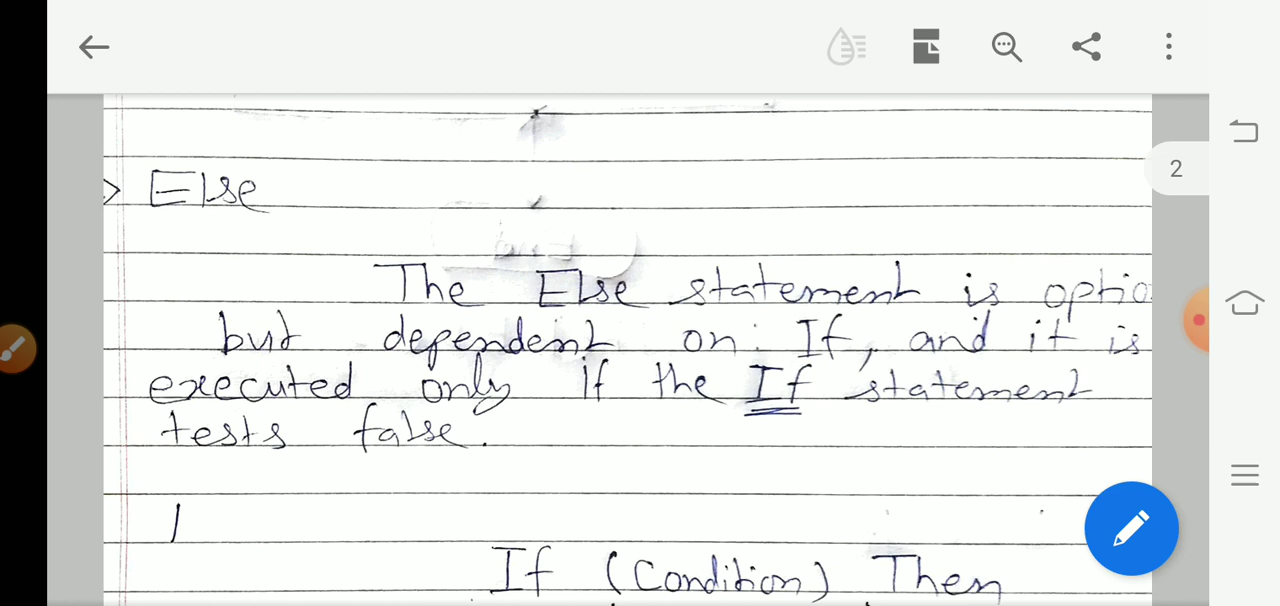 2
> Else
The Else statement is optio
but dependent on If, and it is
executed only if the If statement
tests false.
If (Condition) Then